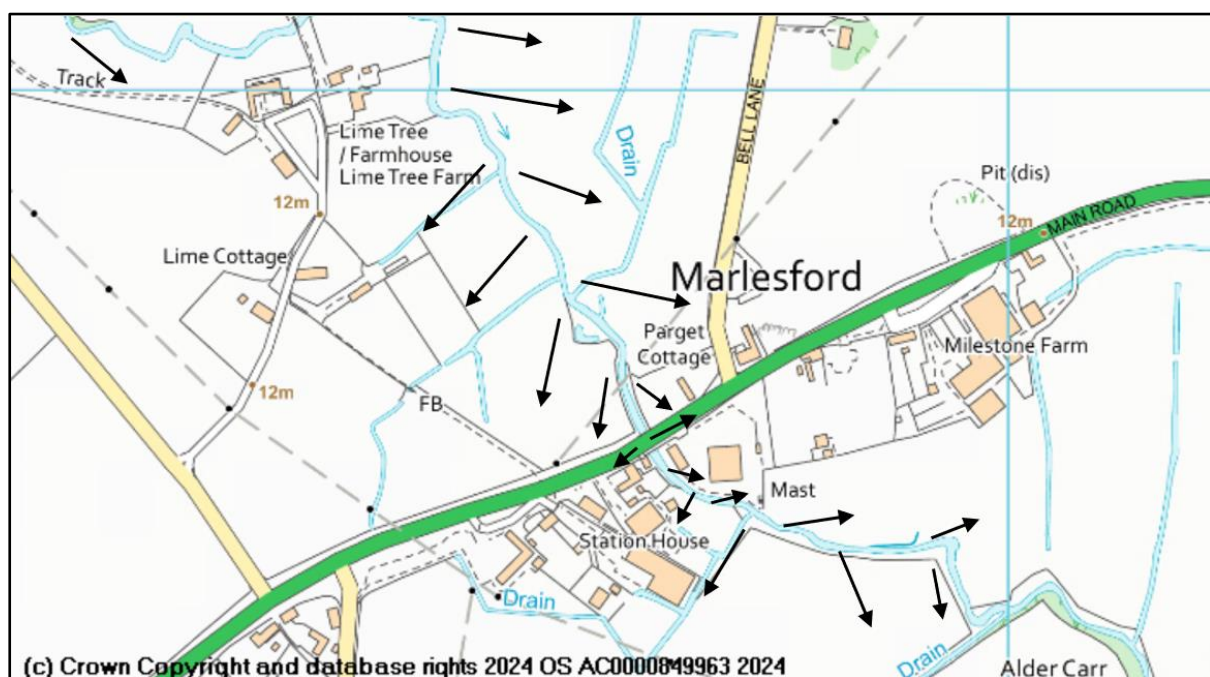 Track
Lime Tree
/ Farmhouse
Lime Tree Farm
Drain
BELL LANE
Pit (dis)
12m
12m
MAIN ROAD
Lime Cottage
Marlesford
Parget
Cottage
Milestone Farm
12m
FB
Mast
Station House
Drain
Drain
Alder Carr
(c) Crown Copyright and database rights 2024 OS AC0000849963 2024